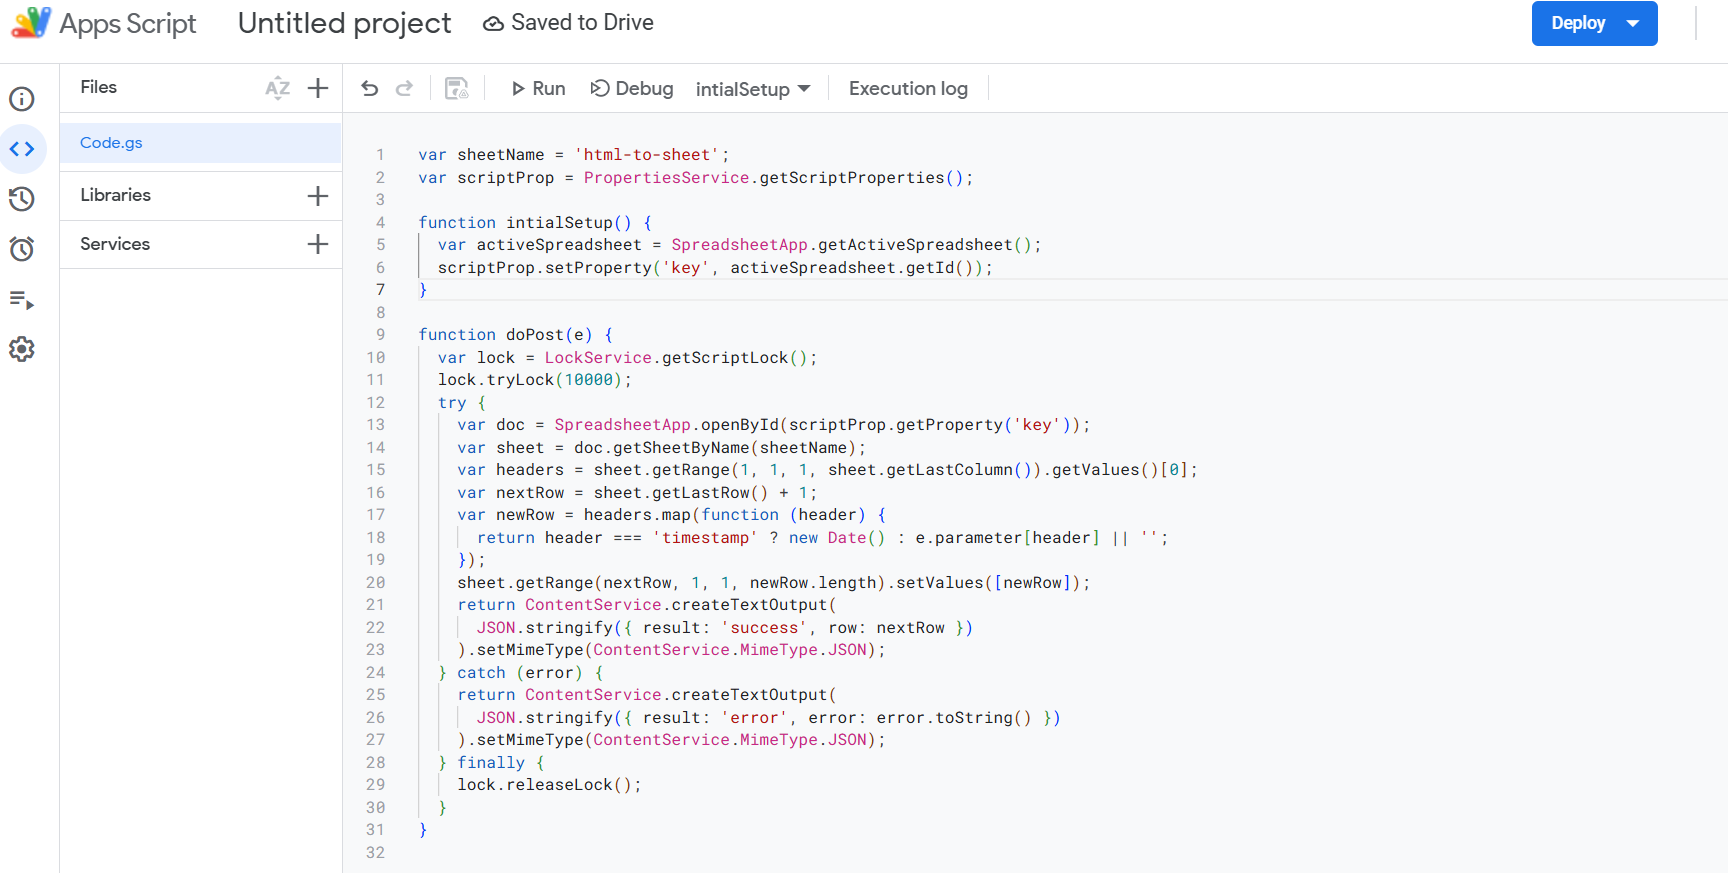 Apps Script Untitled project Saved to Drive Deploy
Files AZ
Run Debug intialSetup Execution log
Code.gs
Libraries
Services
1 var sheetName = 'html-to-sheet';
2 var scriptProp = PropertiesService.getScriptProperties();
3
4 function intialSetup() {
5   var activeSpreadsheet = SpreadsheetApp.getActiveSpreadsheet();
6   scriptProp.setProperty('key', activeSpreadsheet.getId());
7 }
8
9 function doPost(e) {
10   var lock = LockService.getScriptLock();
11   lock.tryLock(10000);
12   try {
13     var doc = SpreadsheetApp.openById(scriptProp.getProperty('key'));
14     var sheet = doc.getSheetByName(sheetName);
15     var headers = sheet.getRange(1, 1, 1, sheet.getLastColumn()).getValues()[0];
16     var nextRow = sheet.getLastRow() + 1;
17     var newRow = headers.map(function (header) {
18       return header === 'timestamp' ? new Date() : e.parameter[header] || '';
19     });
20     sheet.getRange(nextRow, 1, 1, newRow.length).setValues([newRow]);
21     return ContentService.createTextOutput(
22       JSON.stringify({ result: 'success', row: nextRow })
23     ).setMimeType(ContentService.MimeType.JSON);
24   } catch (error) {
25     return ContentService.createTextOutput(
26       JSON.stringify({ result: 'error', error: error.toString() })
27     ).setMimeType(ContentService.MimeType.JSON);
28   } finally {
29     lock.releaseLock();
30   }
31 }
32